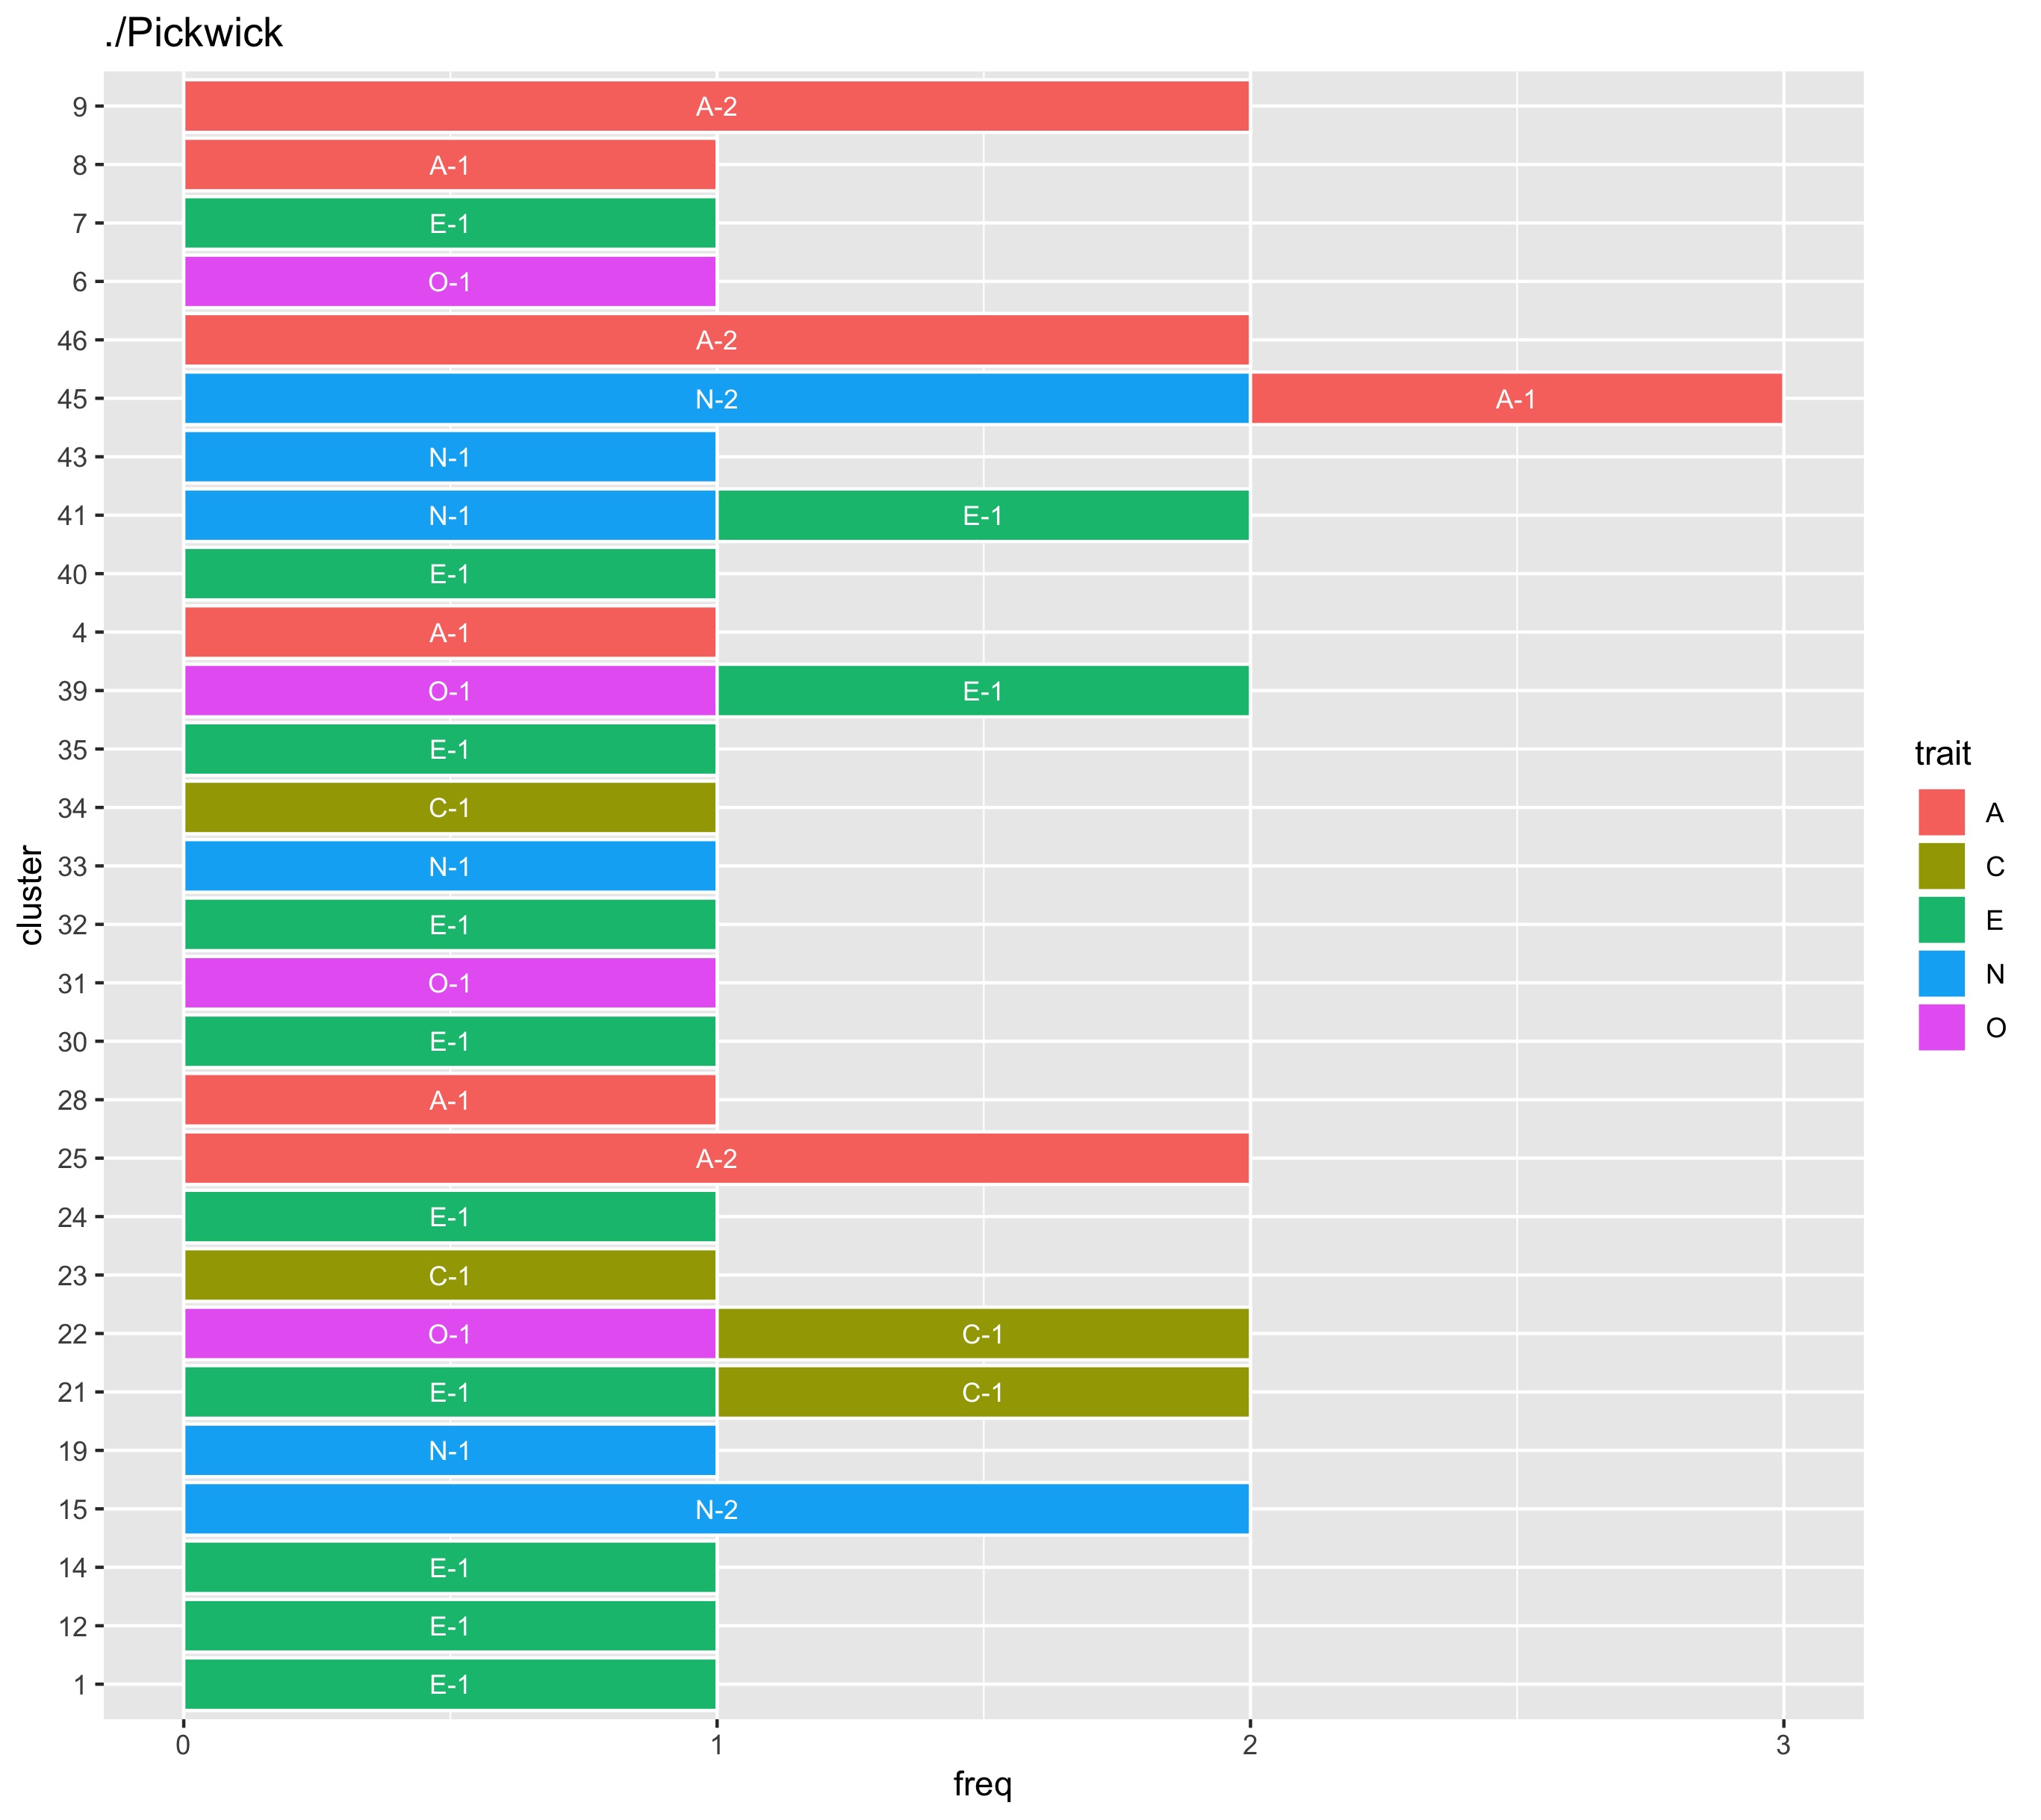 ./Pickwick
9 A-2
8 A-1
7 E-1
6 O-1
46 A-2
45 N-2 A-1
43 N-1
41 N-1 E-1
40 E-1
4 A-1
39 O-1 E-1
35 E-1
34 C-1
33 N-1
32 E-1
31 O-1
30 E-1
28 A-1
25 A-2
24 E-1
23 C-1
22 O-1 C-1
21 E-1 C-1
19 N-1
15 N-2
14 E-1
12 E-1
1 E-1
0 1 2 3
freq
cluster
trait
A
C
E
N
O